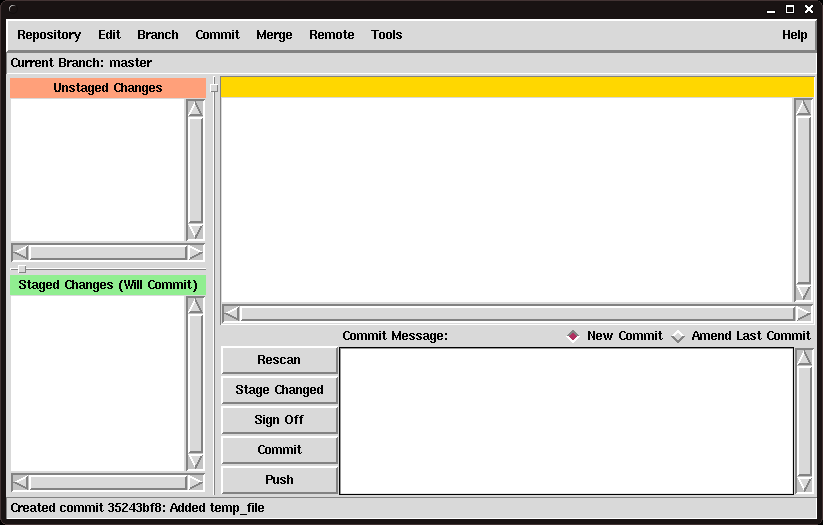 Repository Edit Branch Commit Merge Remote Tools Help
Current Branch: master
Unstaged Changes
Staged Changes (Will Commit)
Commit Message: New Commit Amend Last Commit
Rescan
Stage Changed
Sign Off
Commit
Push
Created commit 35243bf8: Added temp_file